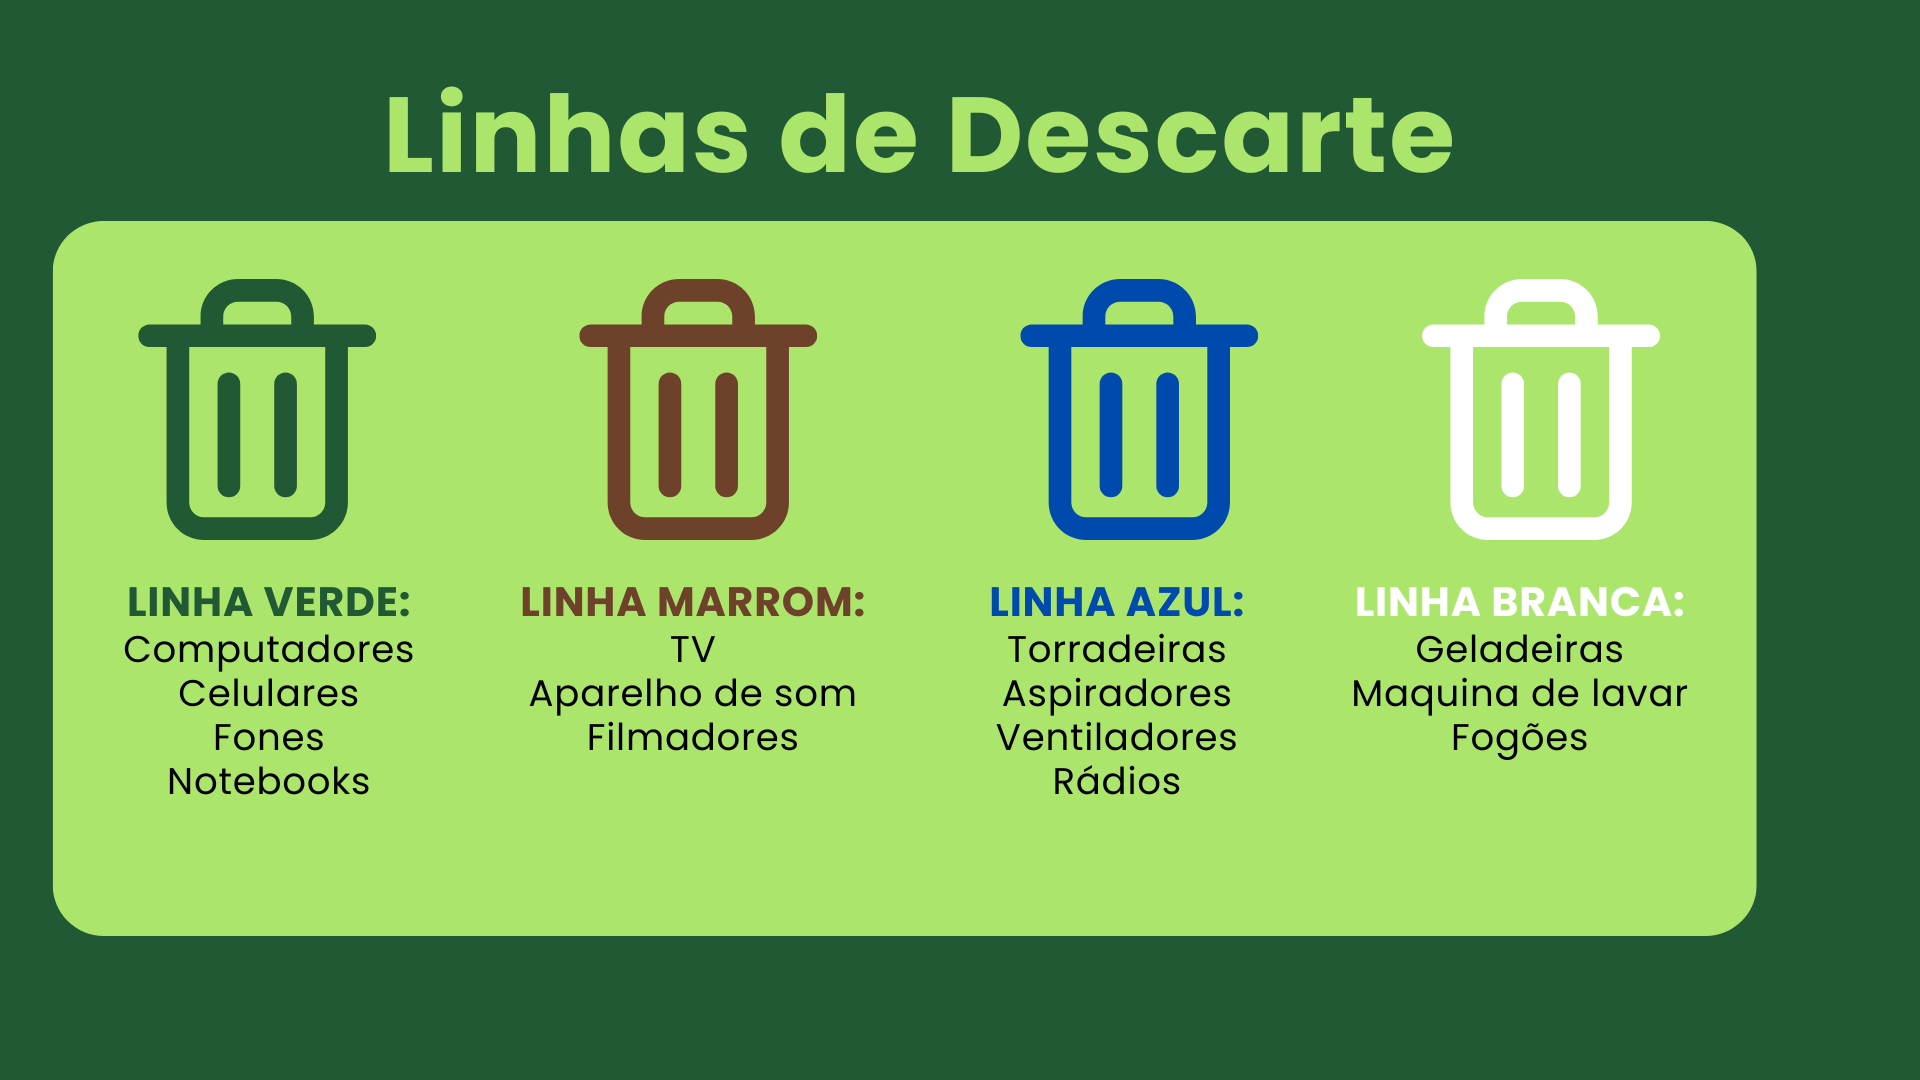 Linhas de Descarte
LINHA VERDE:
Computadores
Celulares
Fones
Notebooks
LINHA MARROM:
TV
Aparelho de som
Filmadores
LINHA AZUL:
Torradeiras
Aspiradores
Ventiladores
Rádios
LINHA BRANCA:
Geladeiras
Maquina de lavar
Fogões